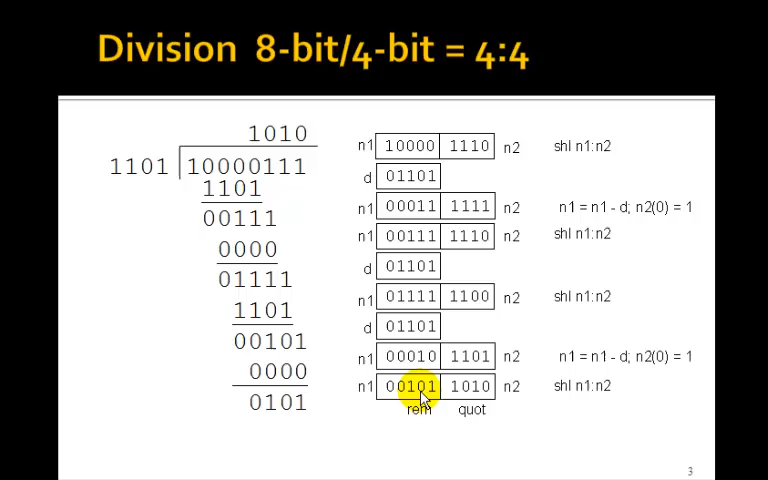 Division 8-bit/4-bit = 4:4
1010
1101 10000111
1101
00111
0000
01111
1101
00101
0000
0101
n1 10000 1110 n2 shl n1:n2
d 01101
n1 00011 1111 n2 n1 = n1 - d; n2(0) = 1
n1 00111 1110 n2 shl n1:n2
d 01101
n1 01111 1100 n2 shl n1:n2
d 01101
n1 00010 1101 n2 n1 = n1 - d; n2(0) = 1
n1 00101 1010 n2 shl n1:n2
rem quot
3